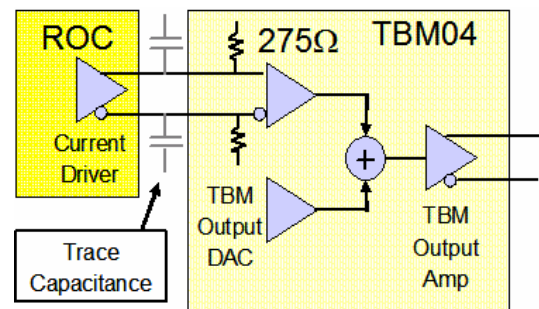 ROC
275Ω
TBM04
Current
Driver
+
TBM
Output
DAC
TBM
Output
Amp
Trace
Capacitance